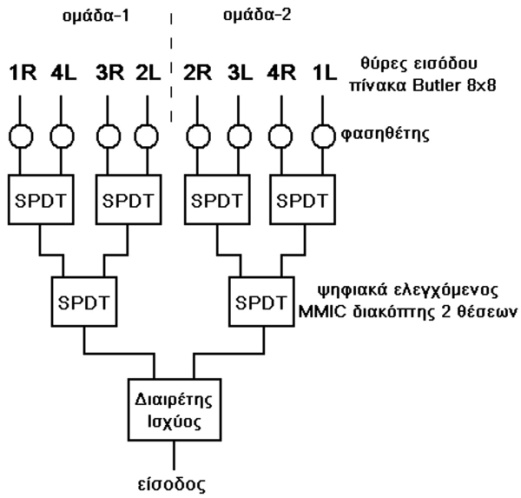 ομάδα-1 ομάδα-2
1R 4L 3R 2L 2R 3L 4R 1L
θύρες εισόδου
πίνακα Butler 8x8
φασηθέτης
SPDT SPDT SPDT SPDT
SPDT SPDT
ψηφιακά ελεγχόμενος
MMIC διακόπτης 2 θέσεων
Διαιρέτης
Ισχύος
είσοδος